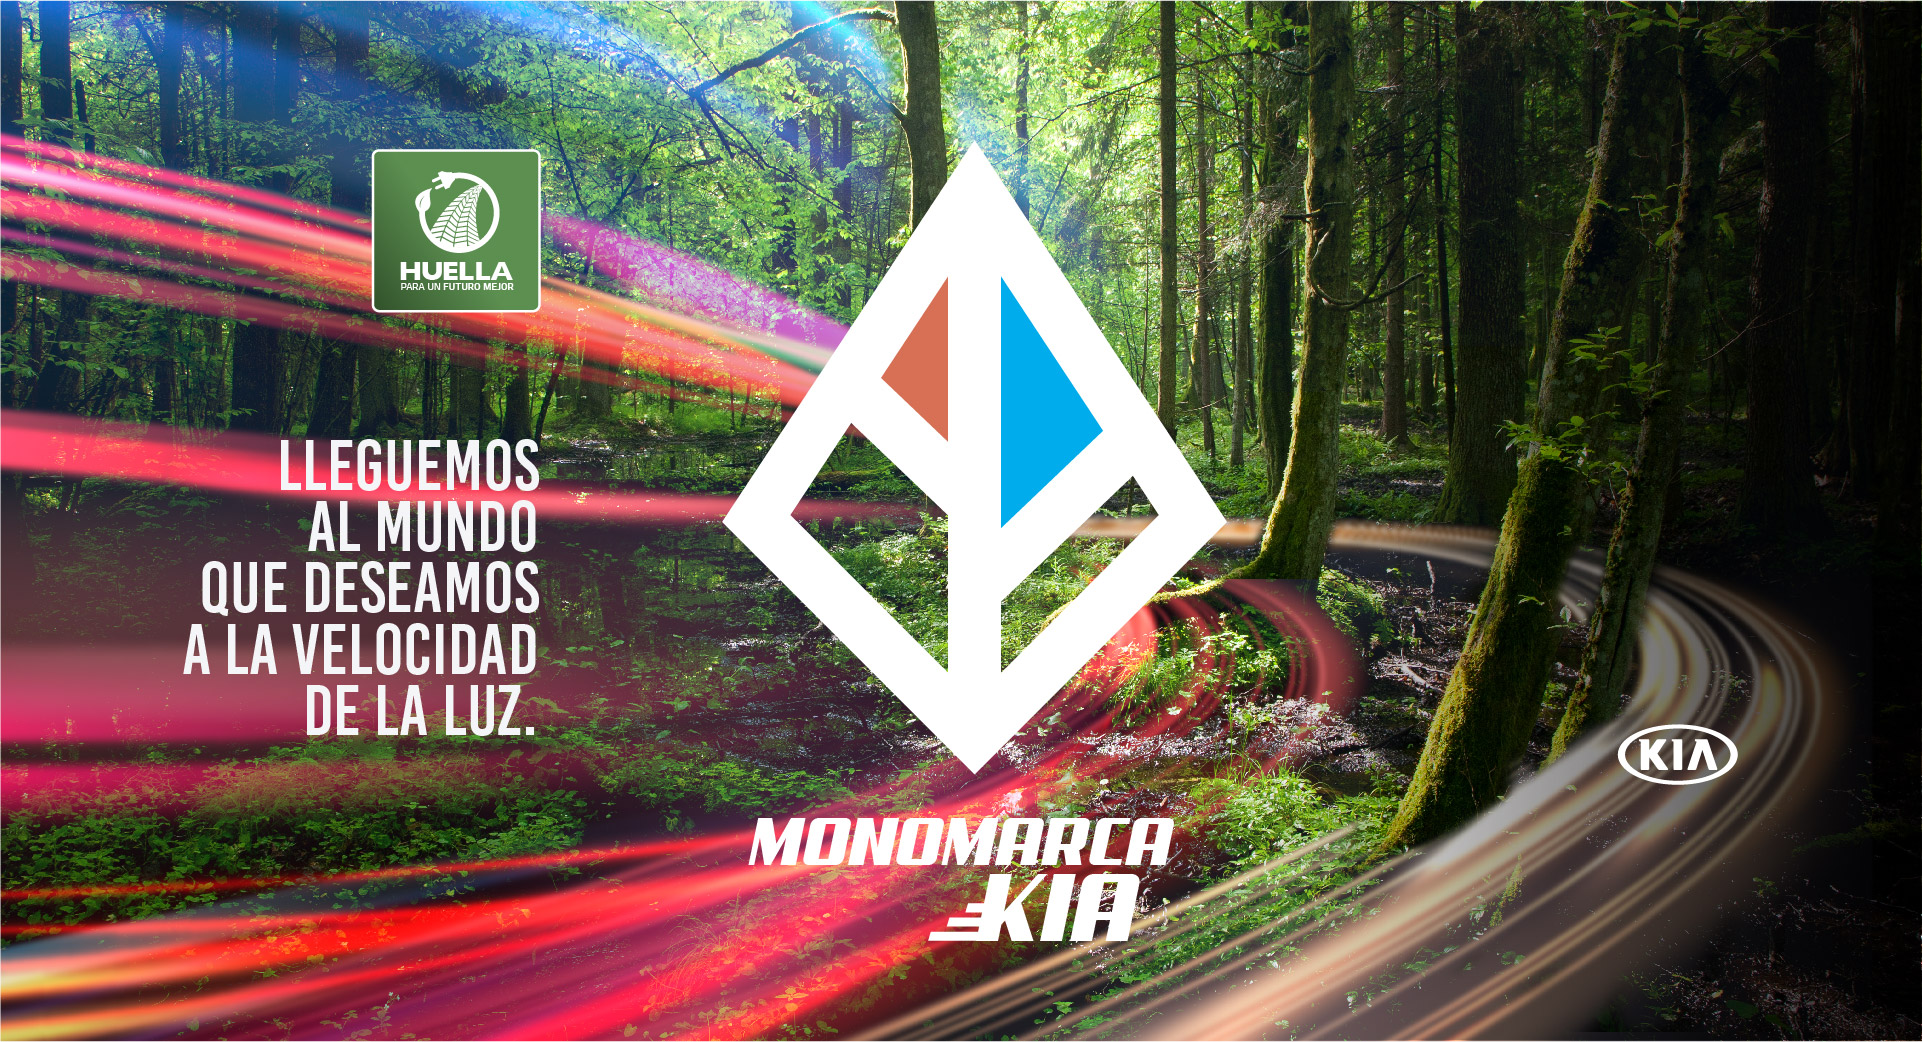 HUELLA
PARA UN FUTURO MEJOR
LLEGUEMOS
AL MUNDO
QUE DESEAMOS
A LA VELOCIDAD
DE LA LUZ.
MONOMARCA
KIA
KIA